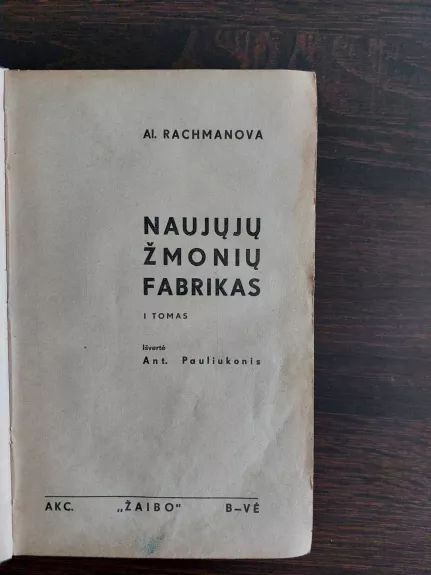 Al. RACHMANOVA
NAUJŲJŲ
ŽMONIŲ
FABRIKAS
I TOMAS
Išvertė
Ant. Pauliukonis
AKC. „ŽAIBO" B-VĖ